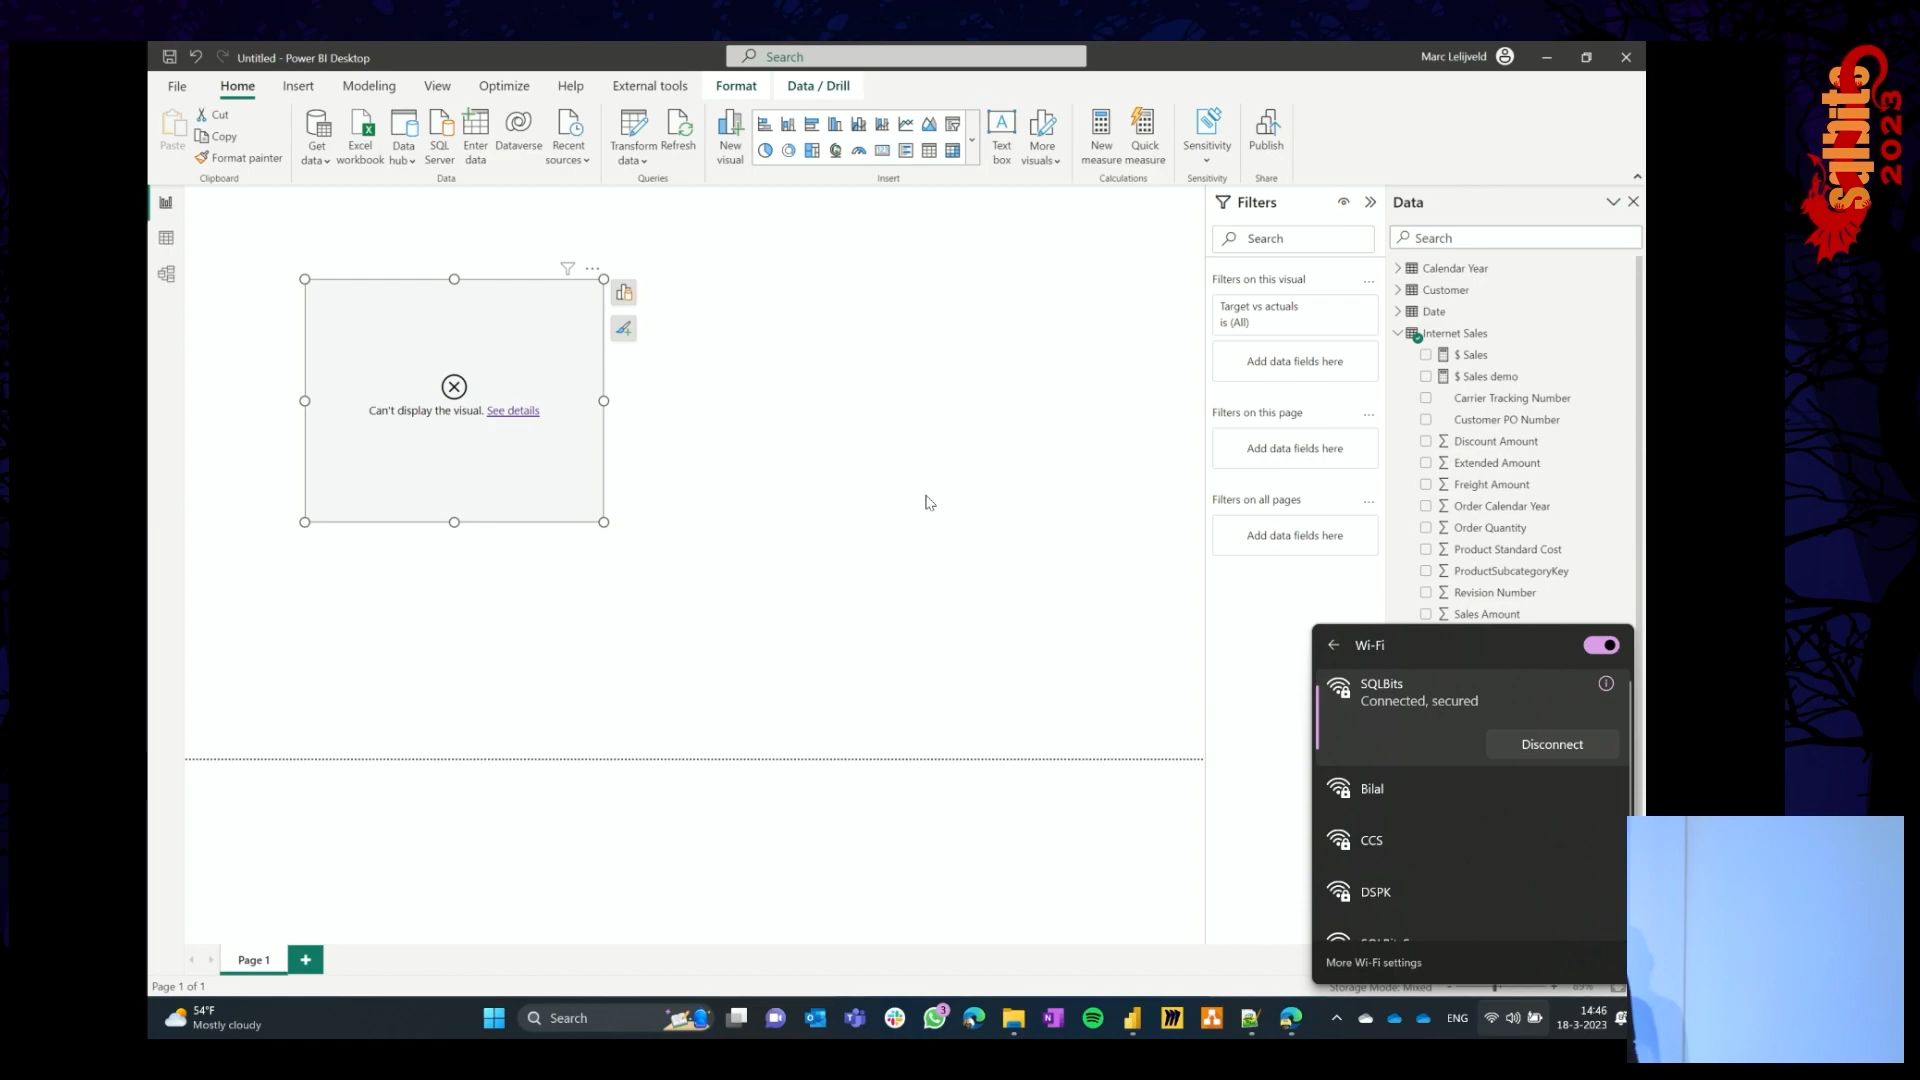 Untitled - Power BI Desktop
Search
Marc Lelijveld
File
Home
Insert
Modeling
View
Optimize
Help
External tools
Format
Data / Drill
Paste
Cut
Copy
Format painter
Clipboard
Get
data
Excel
workbook
Data
hub
SQL
Server
Enter
data
Dataverse
Recent
sources
Data
Transform
data
Refresh
Queries
New
visual
Insert
A
Text
box
More
visuals
New
measure
Quick
measure
Calculations
Sensitivity
Sensitivity
Publish
Share
sqlbits
2023
Filters
Search
Filters on this visual
Target vs actuals
is (All)
Add data fields here
Filters on this page
Add data fields here
Filters on all pages
Add data fields here
Data
Search
Calendar Year
Customer
Date
Internet Sales
$ Sales
$ Sales demo
Carrier Tracking Number
Customer PO Number
Discount Amount
Extended Amount
Freight Amount
Order Calendar Year
Order Quantity
Product Standard Cost
ProductSubcategoryKey
Revision Number
Sales Amount
Can't display the visual. See details
Wi-Fi
SQLBits
Connected, secured
Disconnect
Bilal
CCS
DSPK
More Wi-Fi settings
Page 1
Page 1 of 1
Storage Mode: Mixed
54°F
Mostly cloudy
Search
3
ENG
14:46
18-3-2023